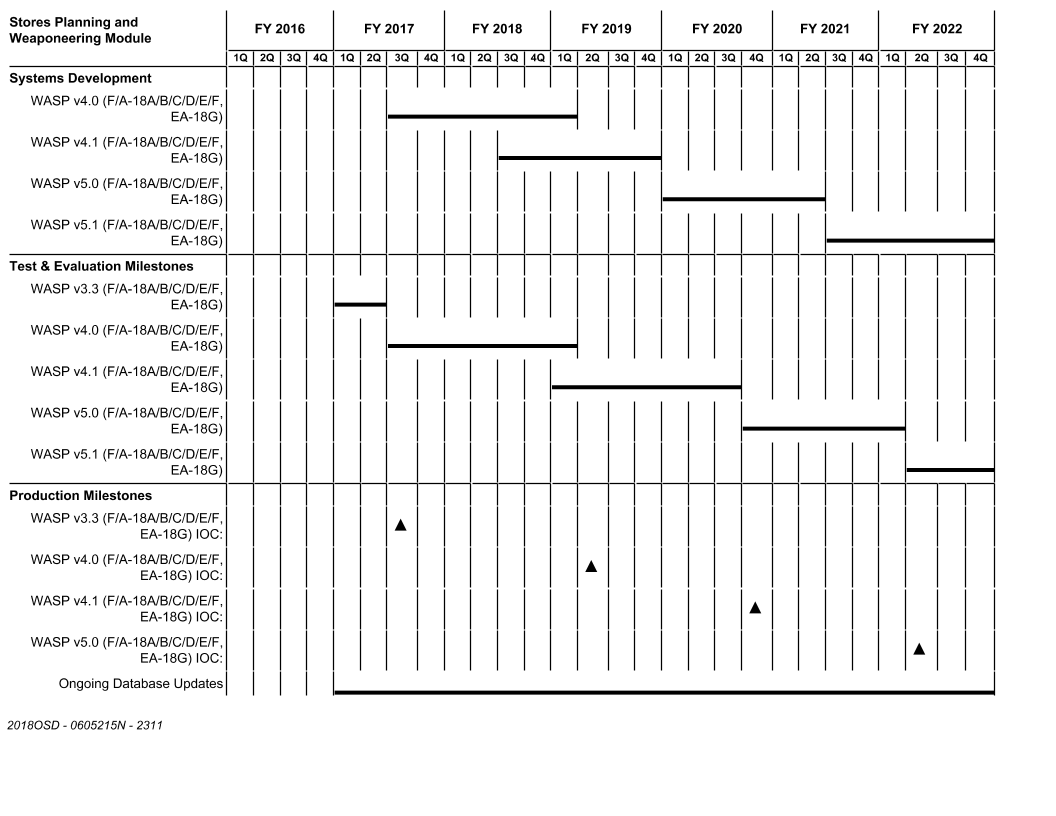 Stores Planning and
Weaponeering Module
FY 2016 FY 2017 FY 2018 FY 2019 FY 2020 FY 2021 FY 2022
1Q 2Q 3Q 4Q 1Q 2Q 3Q 4Q 1Q 2Q 3Q 4Q 1Q 2Q 3Q 4Q 1Q 2Q 3Q 4Q 1Q 2Q 3Q 4Q 1Q 2Q 3Q 4Q
Systems Development
WASP v4.0 (F/A-18A/B/C/D/E/F,
EA-18G)
WASP v4.1 (F/A-18A/B/C/D/E/F,
EA-18G)
WASP v5.0 (F/A-18A/B/C/D/E/F,
EA-18G)
WASP v5.1 (F/A-18A/B/C/D/E/F,
EA-18G)
Test & Evaluation Milestones
WASP v3.3 (F/A-18A/B/C/D/E/F,
EA-18G)
WASP v4.0 (F/A-18A/B/C/D/E/F,
EA-18G)
WASP v4.1 (F/A-18A/B/C/D/E/F,
EA-18G)
WASP v5.0 (F/A-18A/B/C/D/E/F,
EA-18G)
WASP v5.1 (F/A-18A/B/C/D/E/F,
EA-18G)
Production Milestones
WASP v3.3 (F/A-18A/B/C/D/E/F,
EA-18G) IOC:
WASP v4.0 (F/A-18A/B/C/D/E/F,
EA-18G) IOC:
WASP v4.1 (F/A-18A/B/C/D/E/F,
EA-18G) IOC:
WASP v5.0 (F/A-18A/B/C/D/E/F,
EA-18G) IOC:
Ongoing Database Updates
2018OSD - 0605215N - 2311